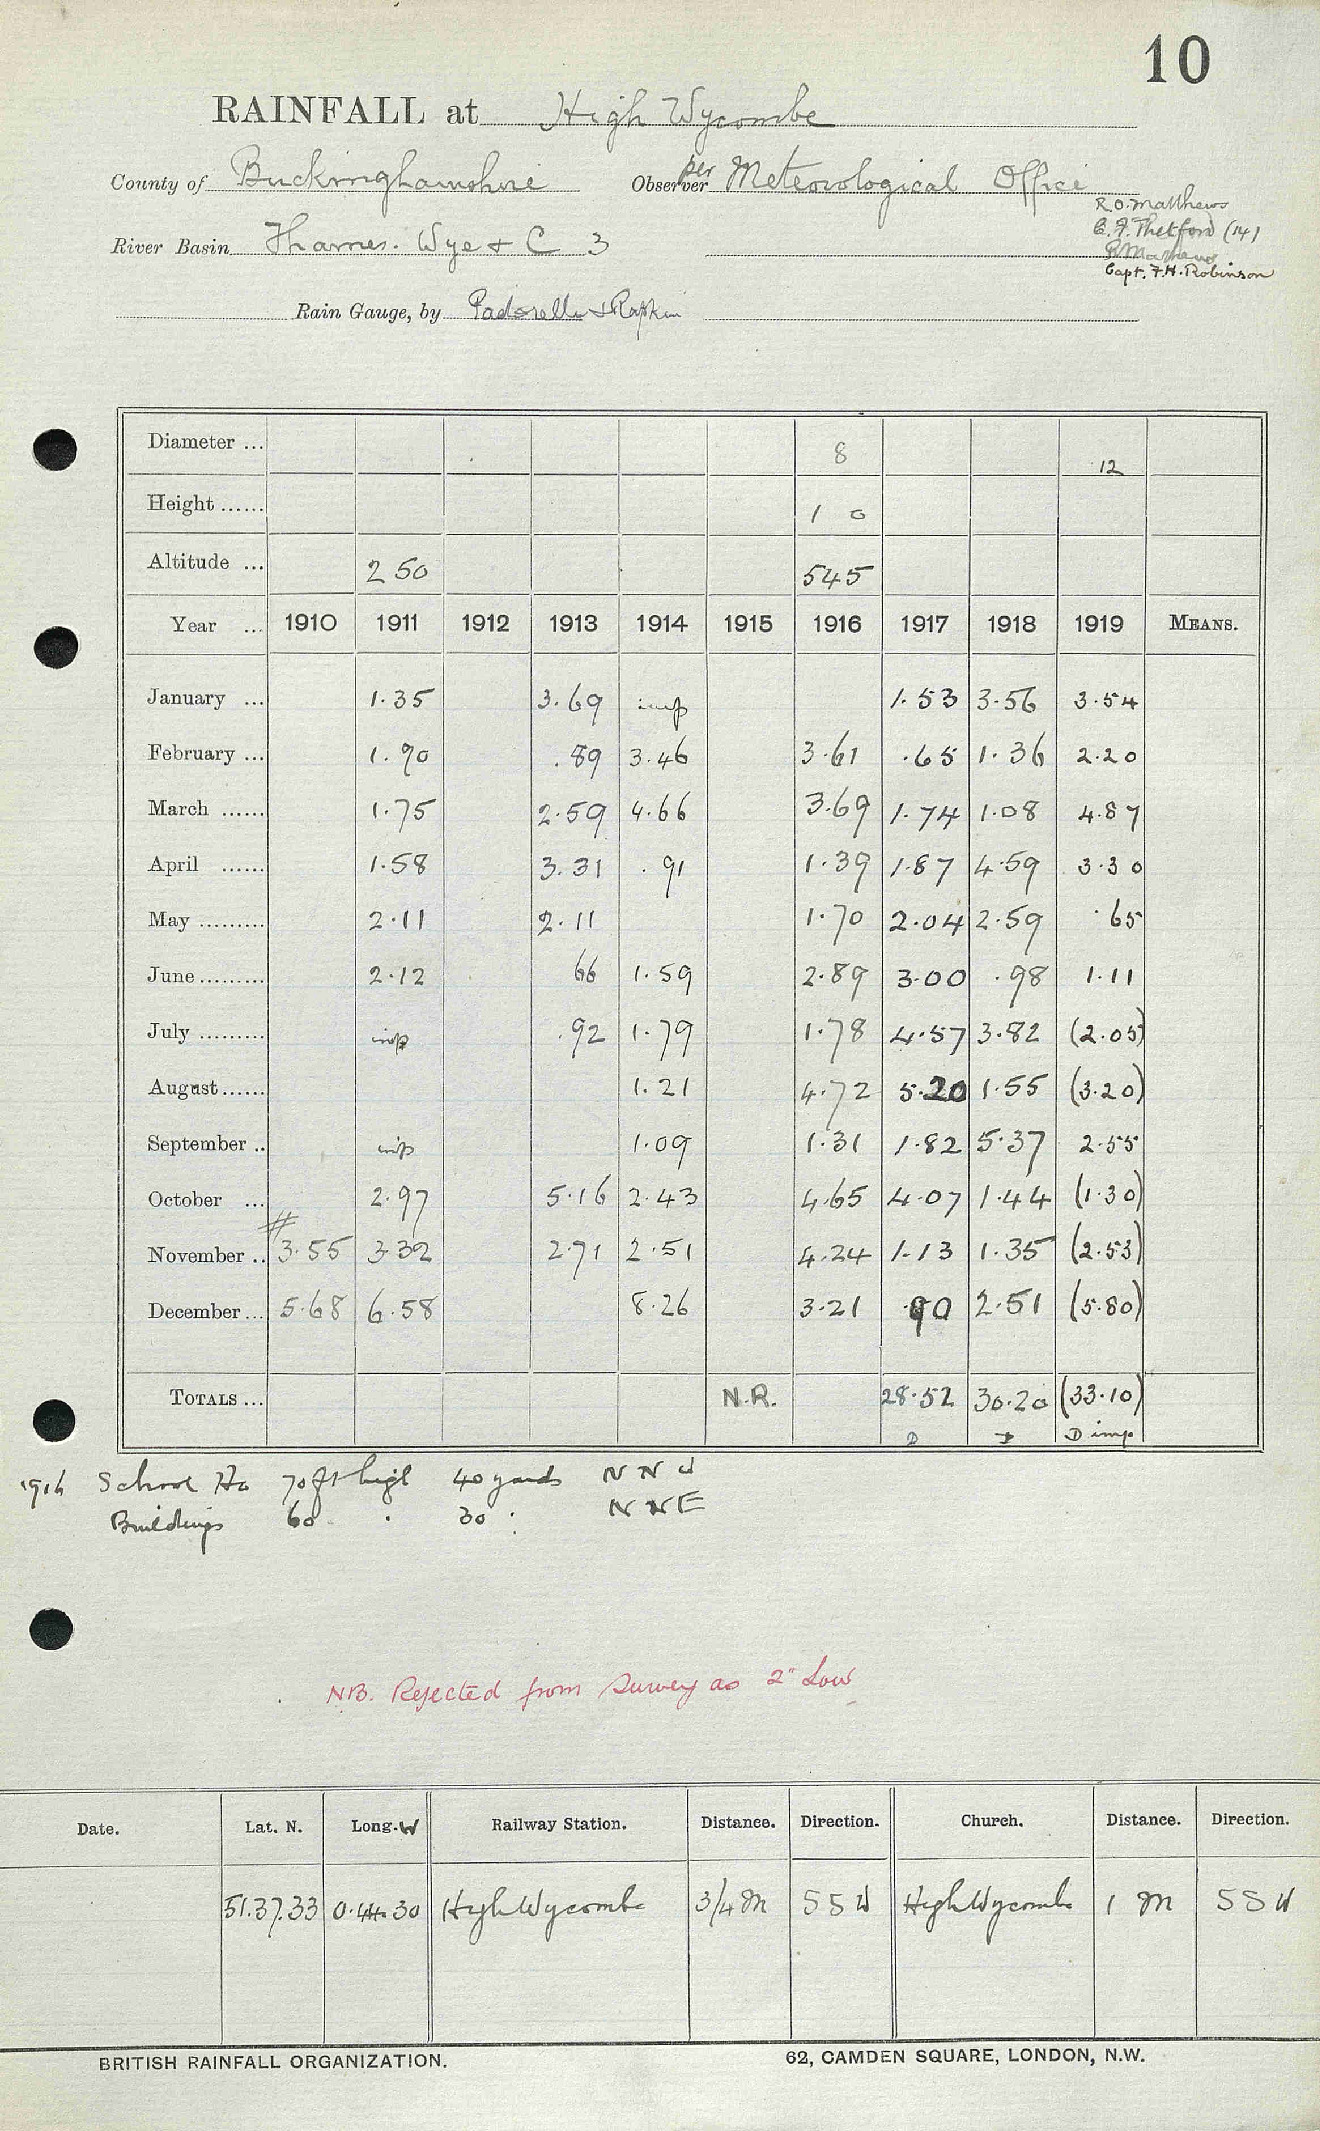 10
RAINFALL at High Wycombe
County of Buckinghamshire Observer per Meteorological Office
R.O. Matthews
C. F. Thetford (14)
R Mathews
Capt. F.H. Robinson
River Basin Thames. Wye + C 3
Rain Gauge, by Padorelli & Rapkin
Diameter ... 8 12
Height ...... 1 0
Altitude ... 250 545
Year ... 1910 1911 1912 1913 1914 1915 1916 1917 1918 1919 MEANS.
January ... 1.35 3.69 imp 1.53 3.56 3.54
February ... 1.90 .89 3.46 3.61 .65 1.36 2.20
March ...... 1.75 2.59 4.66 3.69 1.74 1.08 4.87
April ...... 1.58 3.31 .91 1.39 1.87 4.59 3.30
May .......... 2.11 2.11 1.70 2.04 2.59 .65
June ......... 2.12 66 1.59 2.89 3.00 .98 1.11
July ......... imp .92 1.79 1.78 4.57 3.82 (2.05)
August...... 1.21 4.72 5.20 1.55 (3.20)
September .. imp 1.09 1.31 1.82 5.37 2.55
October ... 2.97 5.16 2.43 4.65 4.07 1.44 (1.30)
#
November .. 3.55 3.32 2.71 2.51 4.24 1.13 1.35 (2.53)
December ... 5.68 6.58 8.26 3.21 .90 2.51 (5.80)
TOTALS ... N.R. 28.52 30.20 (33.10)
D D D imp
1916 School Ho 70 ft high 40 yards N N W
Buildings 60 . 30 : N N E
NB. Rejected from Survey as 2" Low
Date. Lat. N. Long. W Railway Station. Distance. Direction. Church. Distance. Direction.
51.37.33 0.44.30 High Wycombe 3/4 M S S W High Wycombe 1 M S S W
BRITISH RAINFALL ORGANIZATION. 62, CAMDEN SQUARE, LONDON, N.W.